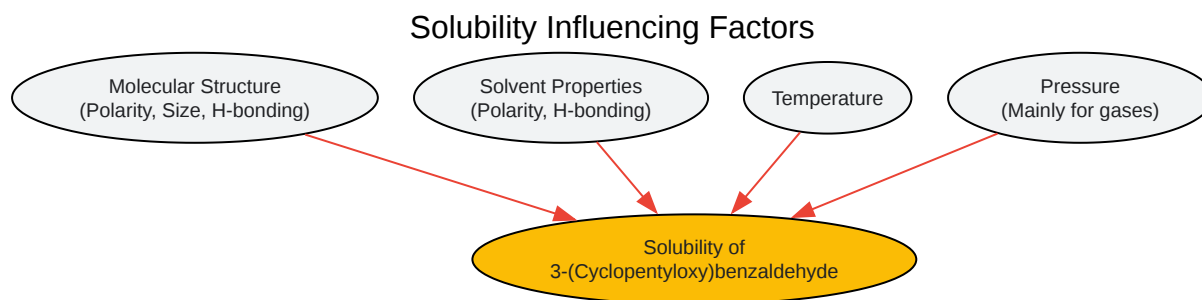 Solubility Influencing Factors
Molecular Structure
(Polarity, Size, H-bonding)
Solvent Properties
(Polarity, H-bonding)
Temperature
Pressure
(Mainly for gases)
Solubility of
3-(Cyclopentyloxy)benzaldehyde